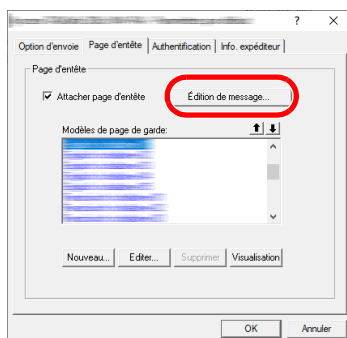 ?
Option d'envoie Page d'entête Authentification Info. expéditeur
Page d'entête
Attacher page d'entête Édition de message...
Modèles de page de garde:
Nouveau... Editer... Supprimer Visualisation
OK Annuler